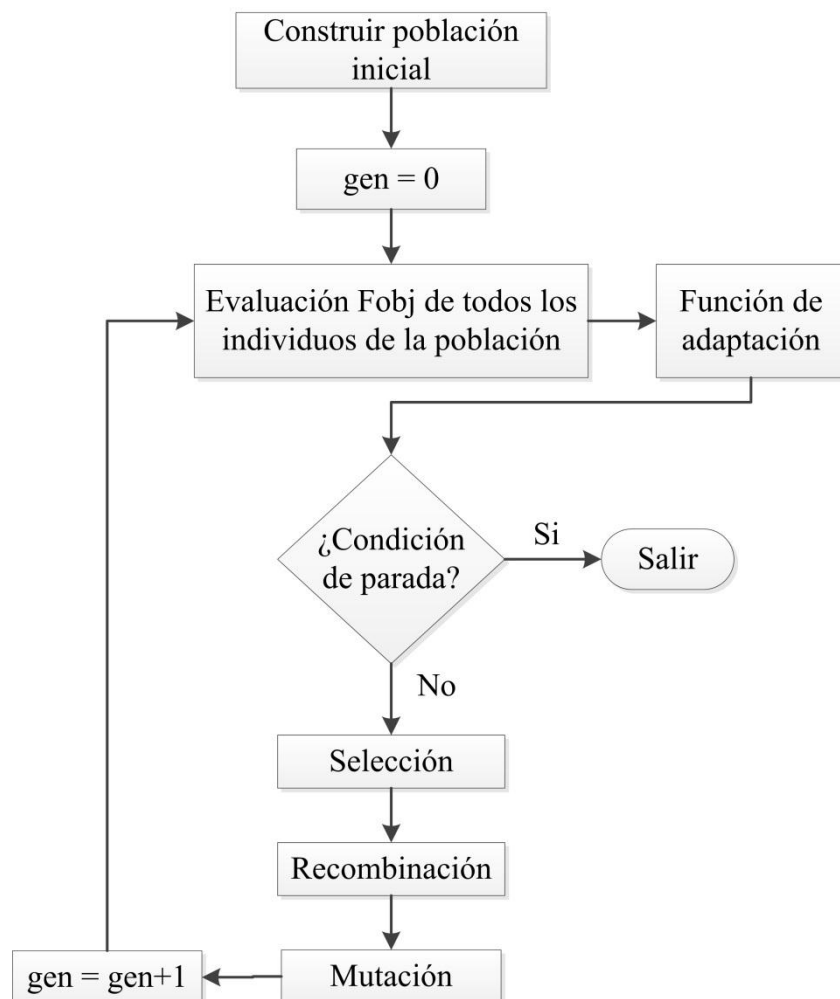 Construir población
inicial
gen = 0
Evaluación Fobj de todos los
individuos de la población
Función de
adaptación
¿Condición
de parada?
Si
Salir
No
Selección
Recombinación
Mutación
gen = gen+1